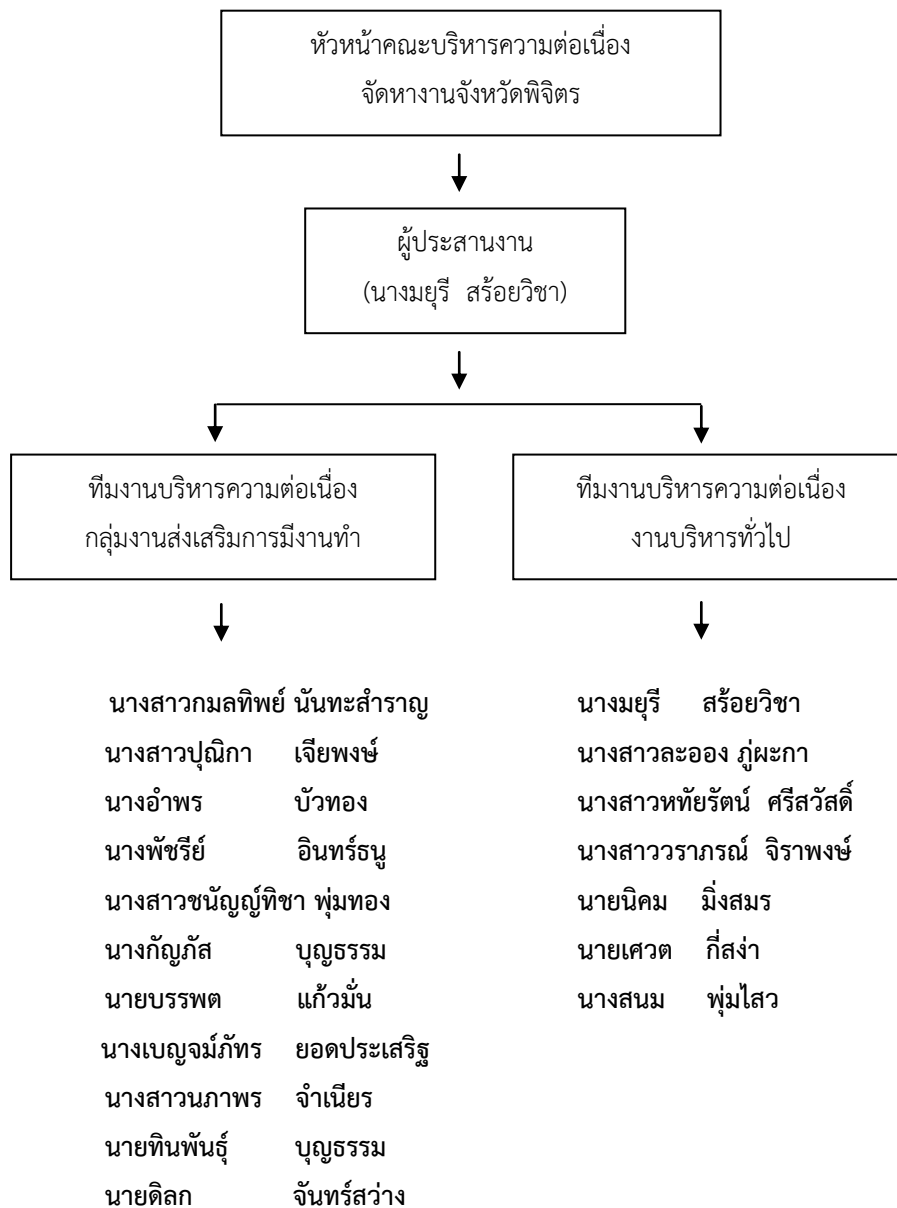 หัวหน้าคณะบริหารความต่อเนื่อง
จัดหางานจังหวัดพิจิตร
ผู้ประสานงาน
(นางมยุรี สร้อยวิชา)
ทีมงานบริหารความต่อเนื่อง
กลุ่มงานส่งเสริมการมีงานทำ
ทีมงานบริหารความต่อเนื่อง
งานบริหารทั่วไป
นางสาวกมลทิพย์ นันทะสำราญ
นางสาวปุณิกา เจียพงษ์
นางอำพร บัวทอง
นางพัชรีย์ อินทร์ธนู
นางสาวชนัญญ์ทิชา พุ่มทอง
นางกัญภัส บุญธรรม
นายบรรพต แก้วมั่น
นางเบญจม์ภัทร ยอดประเสริฐ
นางสาวนภาพร จำเนียร
นายทินพันธุ์ บุญธรรม
นายดิลก จันทร์สว่าง
นางมยุรี สร้อยวิชา
นางสาวละออง ภู่ผะกา
นางสาวหทัยรัตน์ ศรีสวัสดิ์
นางสาววราภรณ์ จิราพงษ์
นายนิคม มิ่งสมร
นายเศวต กี่สง่า
นางสนม พุ่มไสว